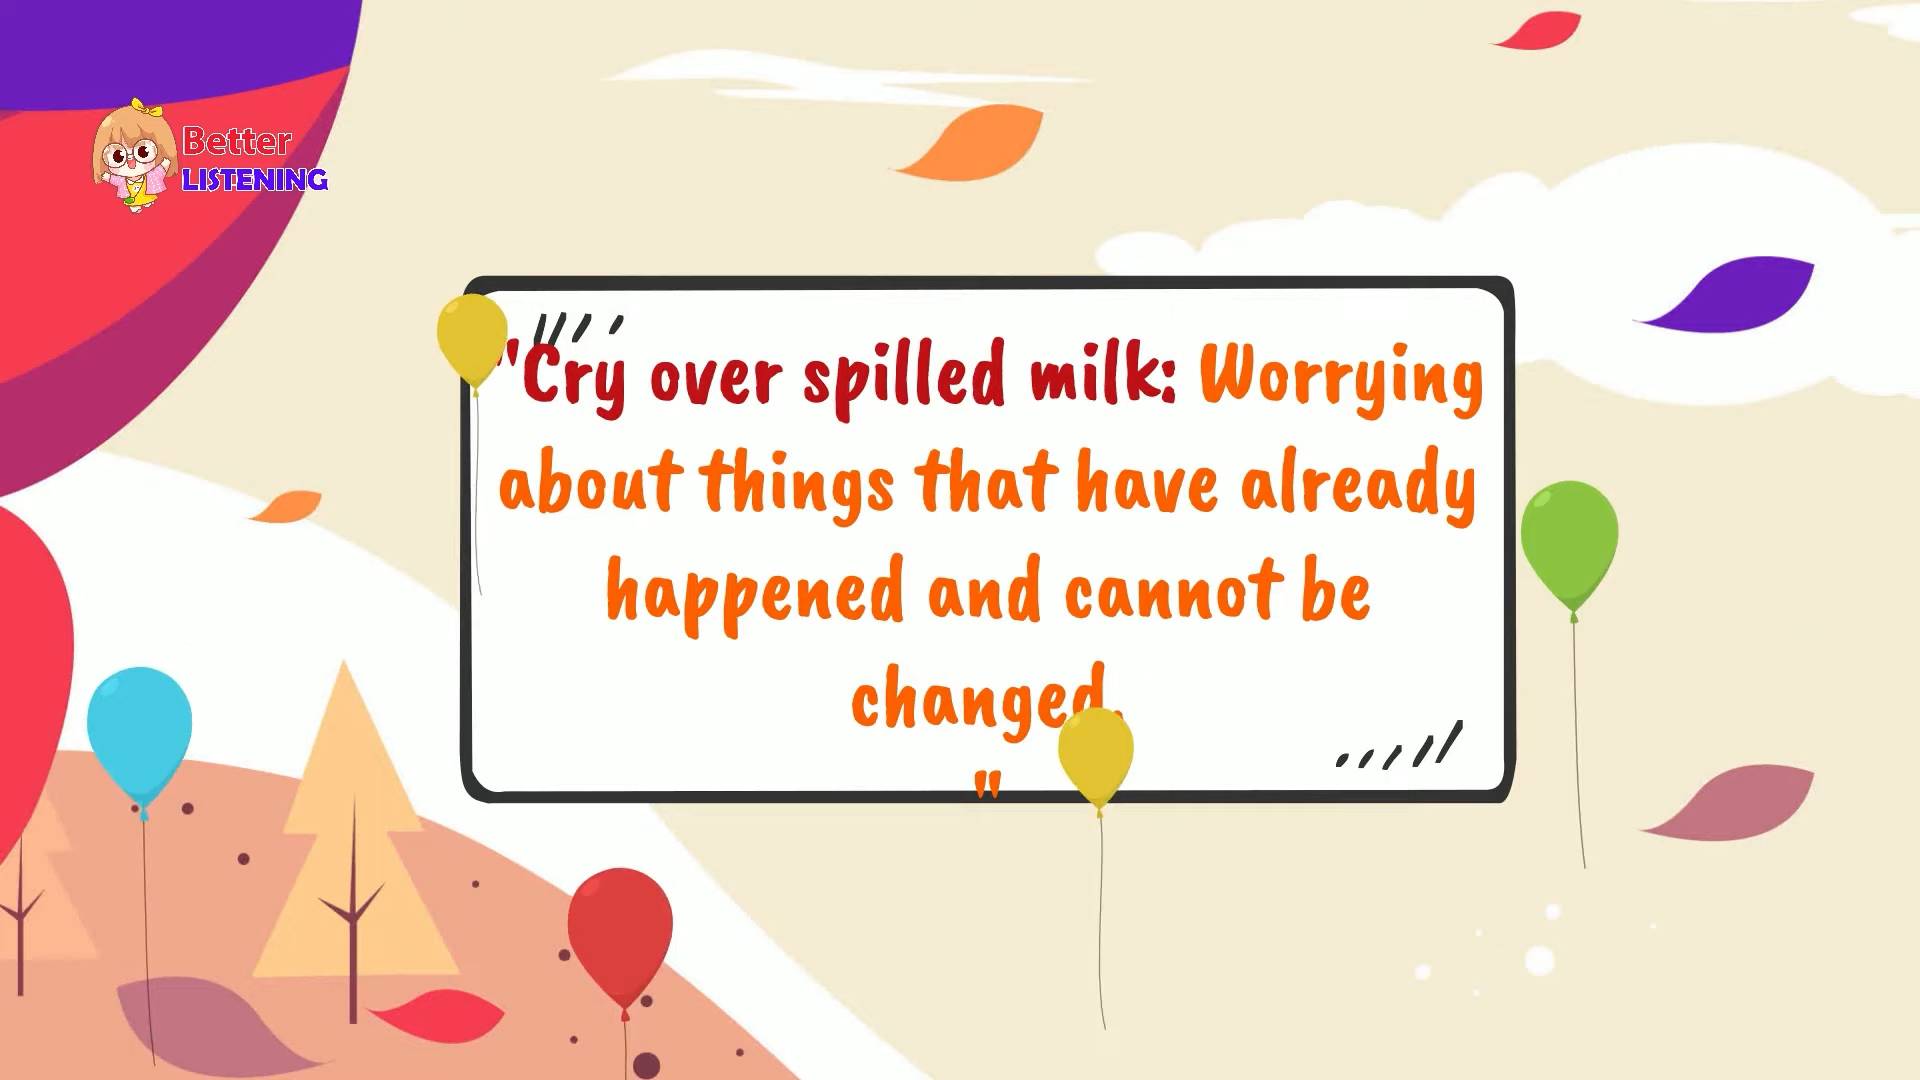 Better
LISTENING
"Cry over spilled milk: Worrying
about things that have already
happened and cannot be
changed.
"